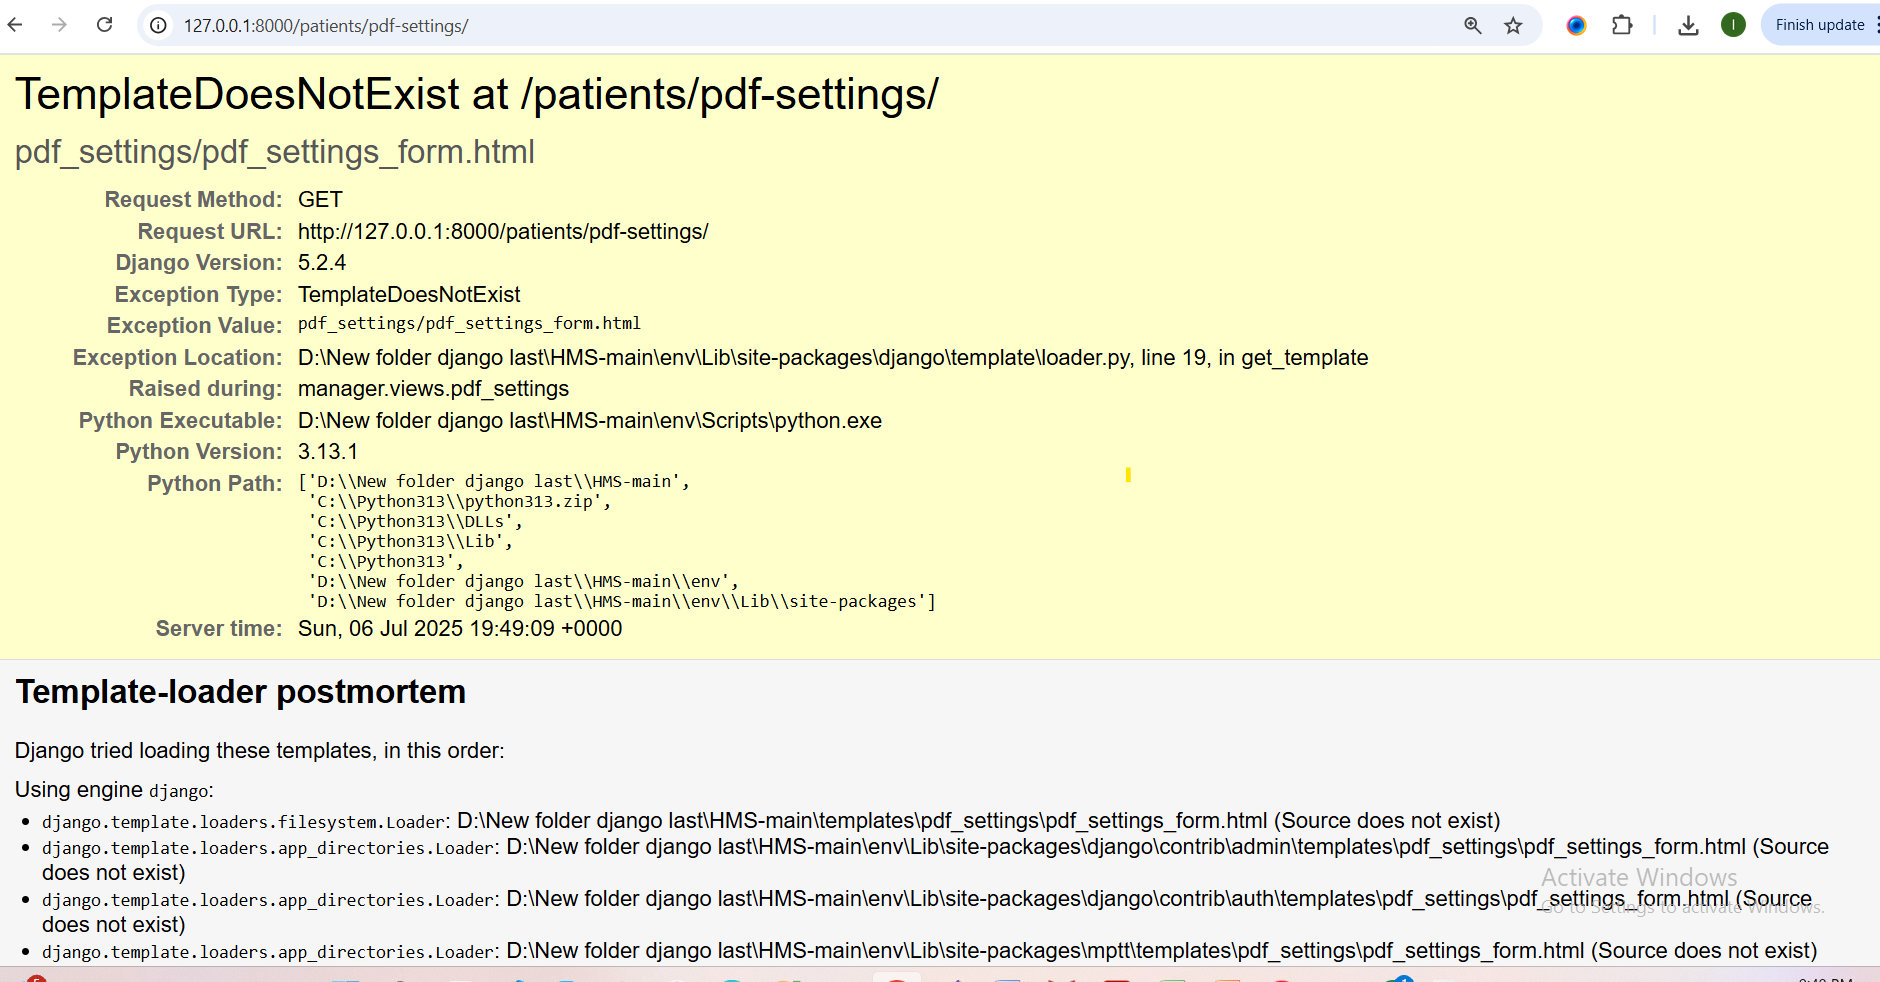 127.0.0.1:8000/patients/pdf-settings/
I
Finish update
TemplateDoesNotExist at /patients/pdf-settings/
pdf_settings/pdf_settings_form.html
Request Method: GET
Request URL: http://127.0.0.1:8000/patients/pdf-settings/
Django Version: 5.2.4
Exception Type: TemplateDoesNotExist
Exception Value: pdf_settings/pdf_settings_form.html
Exception Location: D:\New folder django last\HMS-main\env\Lib\site-packages\django\template\loader.py, line 19, in get_template
Raised during: manager.views.pdf_settings
Python Executable: D:\New folder django last\HMS-main\env\Scripts\python.exe
Python Version: 3.13.1
Python Path: ['D:\\New folder django last\\HMS-main',
'C:\\Python313\\python313.zip',
'C:\\Python313\\DLLs',
'C:\\Python313\\Lib',
'C:\\Python313',
'D:\\New folder django last\\HMS-main\\env',
'D:\\New folder django last\\HMS-main\\env\\Lib\\site-packages']
Server time: Sun, 06 Jul 2025 19:49:09 +0000
Template-loader postmortem
Django tried loading these templates, in this order:
Using engine django:
django.template.loaders.filesystem.Loader: D:\New folder django last\HMS-main\templates\pdf_settings\pdf_settings_form.html (Source does not exist)
django.template.loaders.app_directories.Loader: D:\New folder django last\HMS-main\env\Lib\site-packages\django\contrib\admin\templates\pdf_settings\pdf_settings_form.html (Source
does not exist)
Activate Windows
django.template.loaders.app_directories.Loader: D:\New folder django last\HMS-main\env\Lib\site-packages\django\contrib\auth\templates\pdf_settings\pdf_settings_form.html (Source
Go to Settings to activate Windows.
does not exist)
django.template.loaders.app_directories.Loader: D:\New folder django last\HMS-main\env\Lib\site-packages\mptt\templates\pdf_settings\pdf_settings_form.html (Source does not exist)